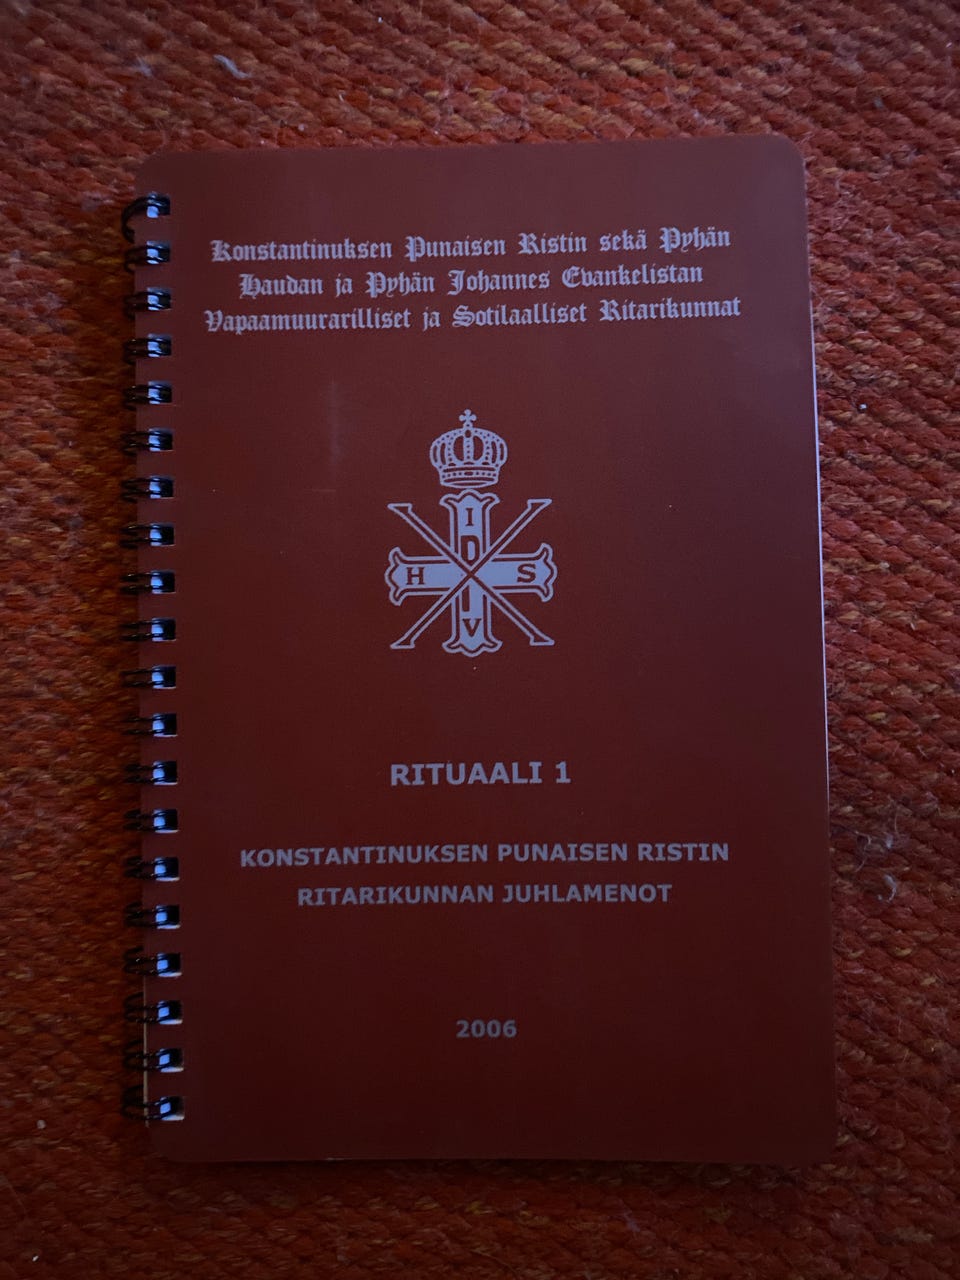 Konstantinuksen Punaisen Ristin sekä Pyhän
Haudan ja Pyhän Johannes Evankelistan
Vapaamuurarilliset ja Sotilaalliset Ritarikunnat
I
D
H S
V
RITUAALI 1
KONSTANTINUKSEN PUNAISEN RISTIN
RITARIKUNNAN JUHLAMENOT
2006